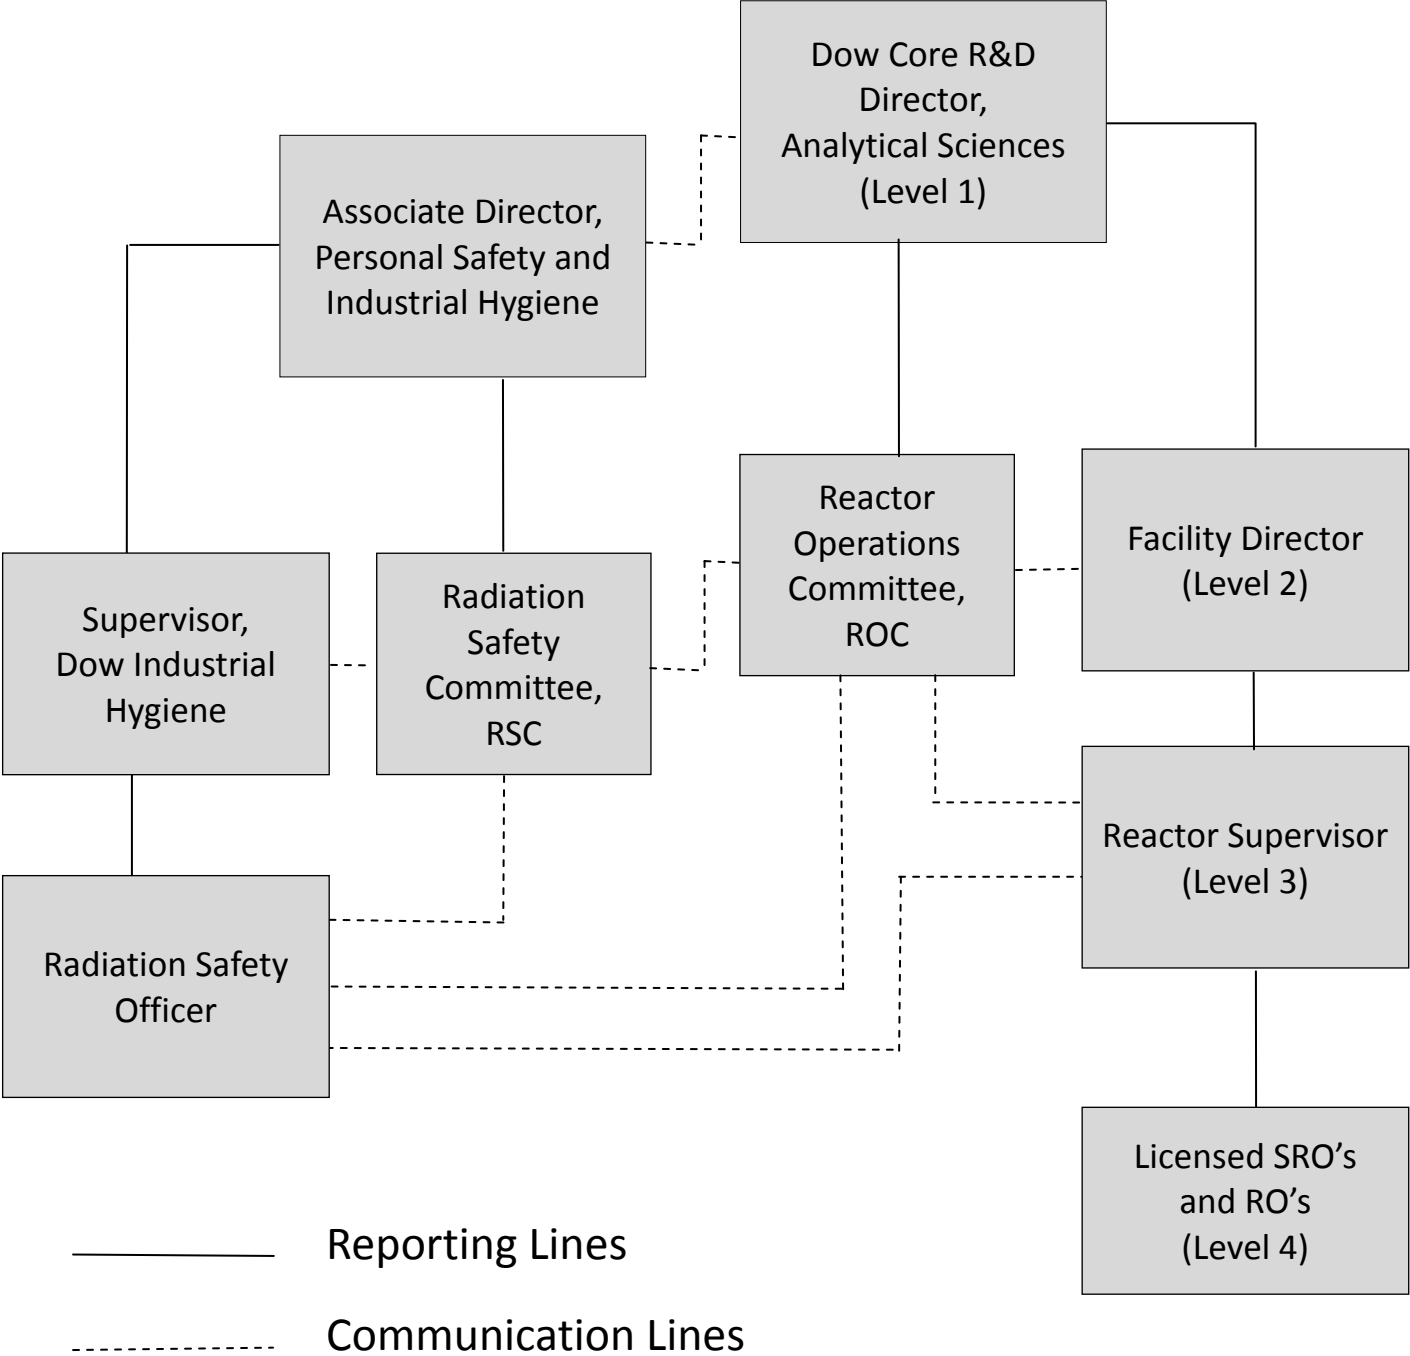 Dow Core R&D
Director,
Analytical Sciences
(Level 1)
Associate Director,
Personal Safety and
Industrial Hygiene
Reactor
Operations
Committee,
ROC
Facility Director
(Level 2)
Supervisor,
Dow Industrial
Hygiene
Radiation
Safety
Committee,
RSC
Reactor Supervisor
(Level 3)
Radiation Safety
Officer
Licensed SRO’s
and RO’s
(Level 4)
Reporting Lines
Communication Lines